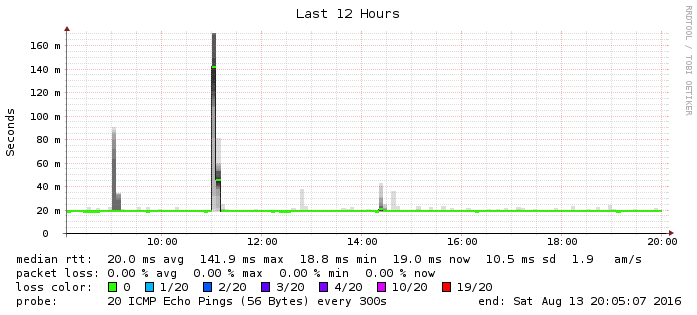 Last 12 Hours
RRDTOOL / TOBI OETIKER
Seconds
160 m
140 m
120 m
100 m
80 m
60 m
40 m
20 m
0
10:00 12:00 14:00 16:00 18:00 20:00
median rtt: 20.0 ms avg 141.9 ms max 18.8 ms min 19.0 ms now 10.5 ms sd 1.9 am/s
packet loss: 0.00 % avg 0.00 % max 0.00 % min 0.00 % now
loss color: 0 1/20 2/20 3/20 4/20 10/20 19/20
probe: 20 ICMP Echo Pings (56 Bytes) every 300s end: Sat Aug 13 20:05:07 2016